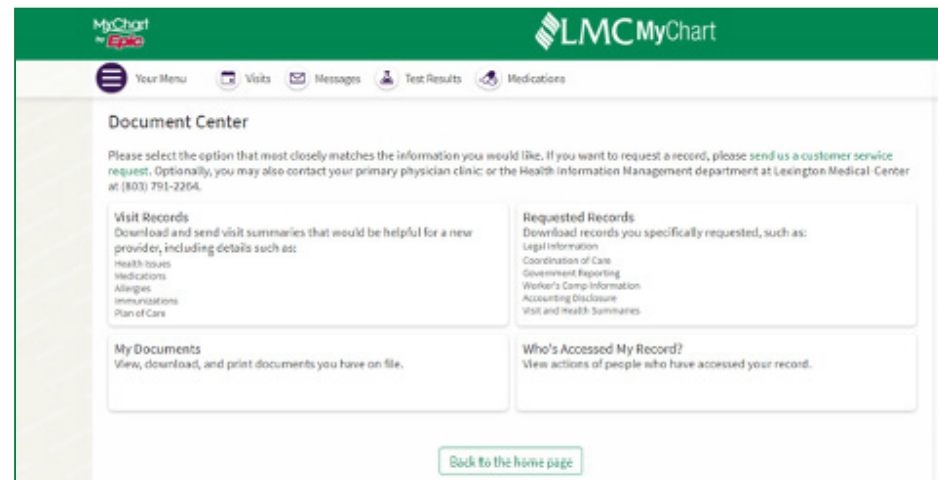 MyChart
by Epic
LMC MyChart
Your Menu
Visits
Messages
Test Results
Medications
Document Center
Please select the option that most closely matches the information you would like. If you want to request a record, please send us a customer service
request. Optionally, you may also contact your primary physician clinic or the Health Information Management department at Lexington Medical Center
at (803) 791-2264.
Visit Records
Download and send visit summaries that would be helpful for a new
provider, including details such as:
Health Issues
Medications
Allergies
Immunizations
Plan of Care
Requested Records
Download records you specifically requested, such as:
Legal Information
Coordination of Care
Government Reporting
Worker's Comp Information
Accounting Disclosure
Visit and Health Summaries
My Documents
View, download, and print documents you have on file.
Who's Accessed My Record?
View actions of people who have accessed your record.
Back to the home page